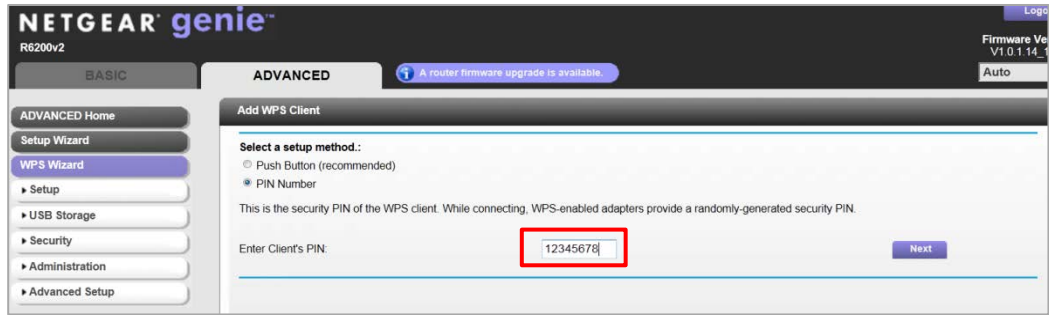 NETGEAR® genie™
Logo
R6200v2
Firmware Ve
V1.0.1.14_1
BASIC
ADVANCED
A router firmware upgrade is available.
Auto
ADVANCED Home
Setup Wizard
WPS Wizard
Setup
USB Storage
Security
Administration
Advanced Setup
Add WPS Client
Select a setup method.:
Push Button (recommended)
PIN Number
This is the security PIN of the WPS client. While connecting, WPS-enabled adapters provide a randomly-generated security PIN.
Enter Client's PIN:
12345678
Next